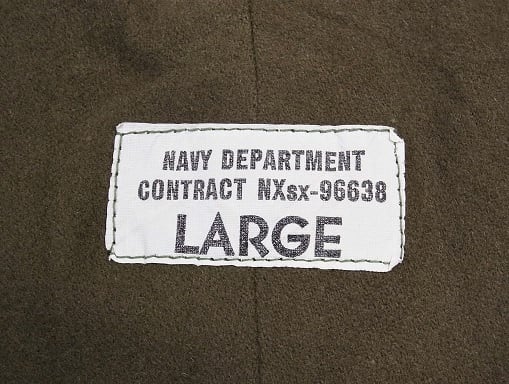 NAVY DEPARTMENT
CONTRACT NXsx-96638
LARGE